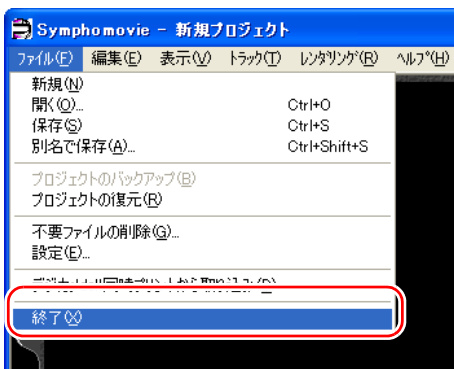 Symphomovie - 新規プロジェクト
ファイル(F) 編集(E) 表示(V) トラック(T) レンダリング(R) ヘルプ(H)
新規(N)
開く(O)... Ctrl+O
保存(S) Ctrl+S
別名で保存(A)... Ctrl+Shift+S
プロジェクトのバックアップ(B)
プロジェクトの復元(R)
不要ファイルの削除(G)...
設定(E)...
終了(X)